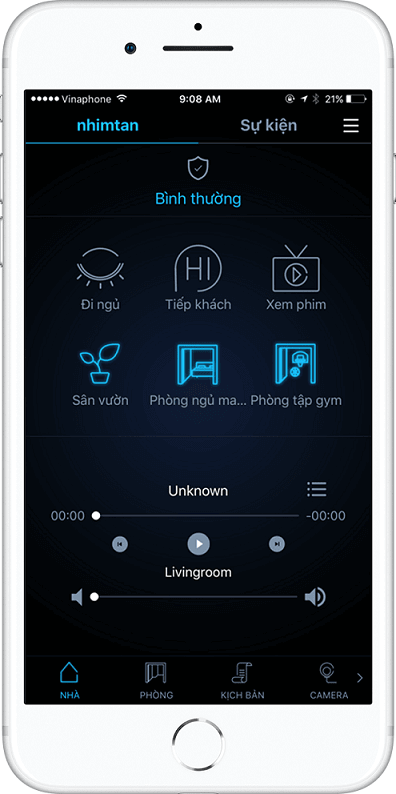 Vinaphone 9:08 AM 21%
nhimtan Sự kiện
Bình thường
HI
Đi ngủ Tiếp khách Xem phim
Sân vườn Phòng ngủ ma... Phòng tập gym
Unknown
00:00 -00:00
Livingroom
NHÀ PHÒNG KỊCH BẢN CAMERA